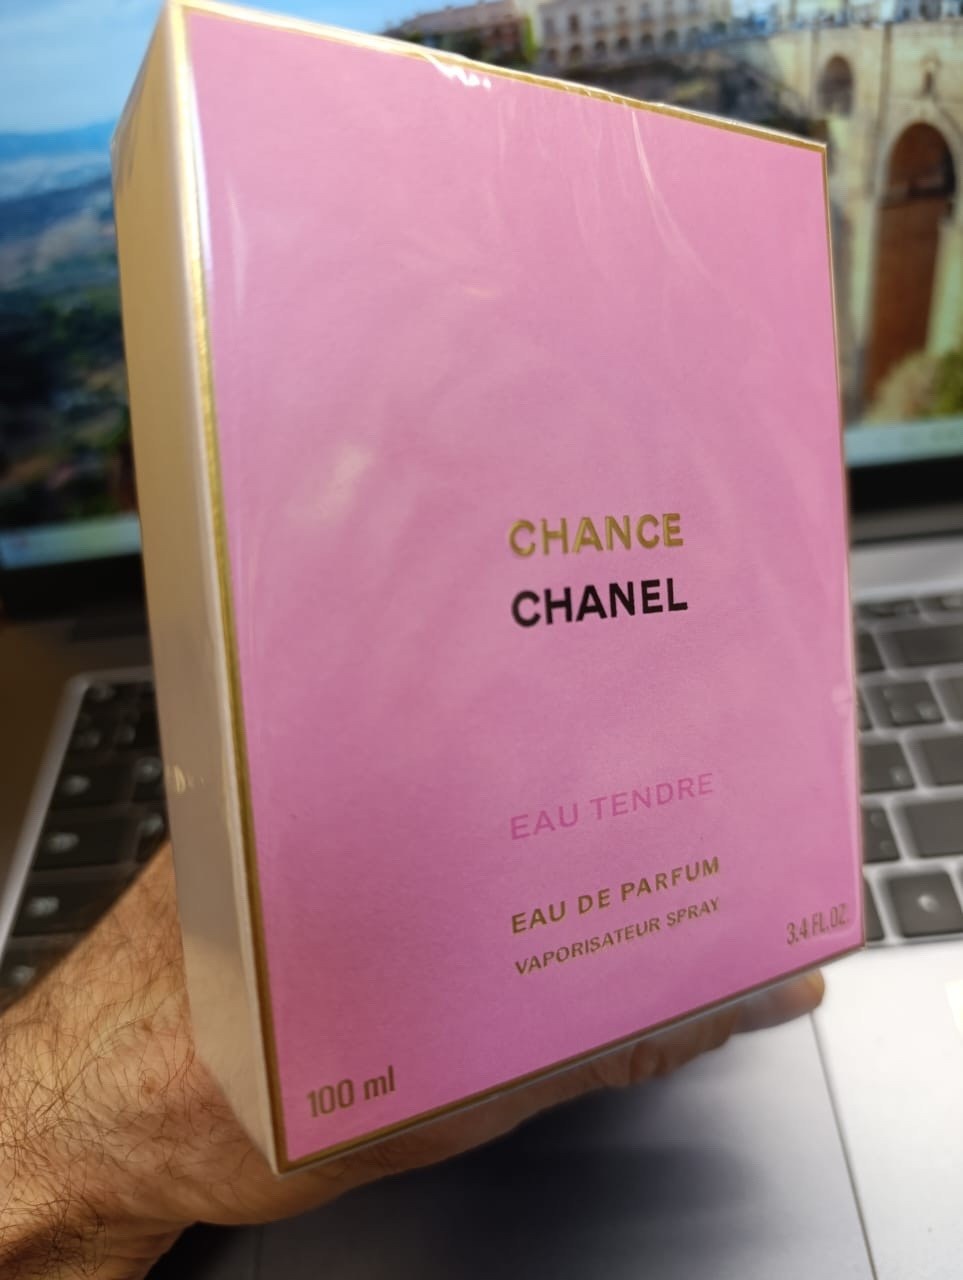 CHANCE
CHANEL
EAU TENDRE
EAU DE PARFUM
VAPORISATEUR SPRAY
3.4 FL.OZ.
100 ml